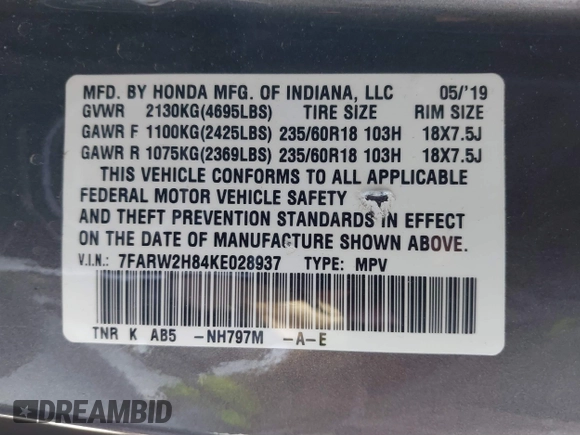 MFD. BY HONDA MFG. OF INDIANA, LLC 05/'19
GVWR 2130KG(4695LBS) TIRE SIZE RIM SIZE
GAWR F 1100KG(2425LBS) 235/60R18 103H 18X7.5J
GAWR R 1075KG(2369LBS) 235/60R18 103H 18X7.5J
THIS VEHICLE CONFORMS TO ALL APPLICABLE
FEDERAL MOTOR VEHICLE SAFETY
AND THEFT PREVENTION STANDARDS IN EFFECT
ON THE DATE OF MANUFACTURE SHOWN ABOVE.
V.I.N.: 7FARW2H84KE028937 TYPE: MPV
TNR K AB5 -NH797M -A-E
DREAMBID